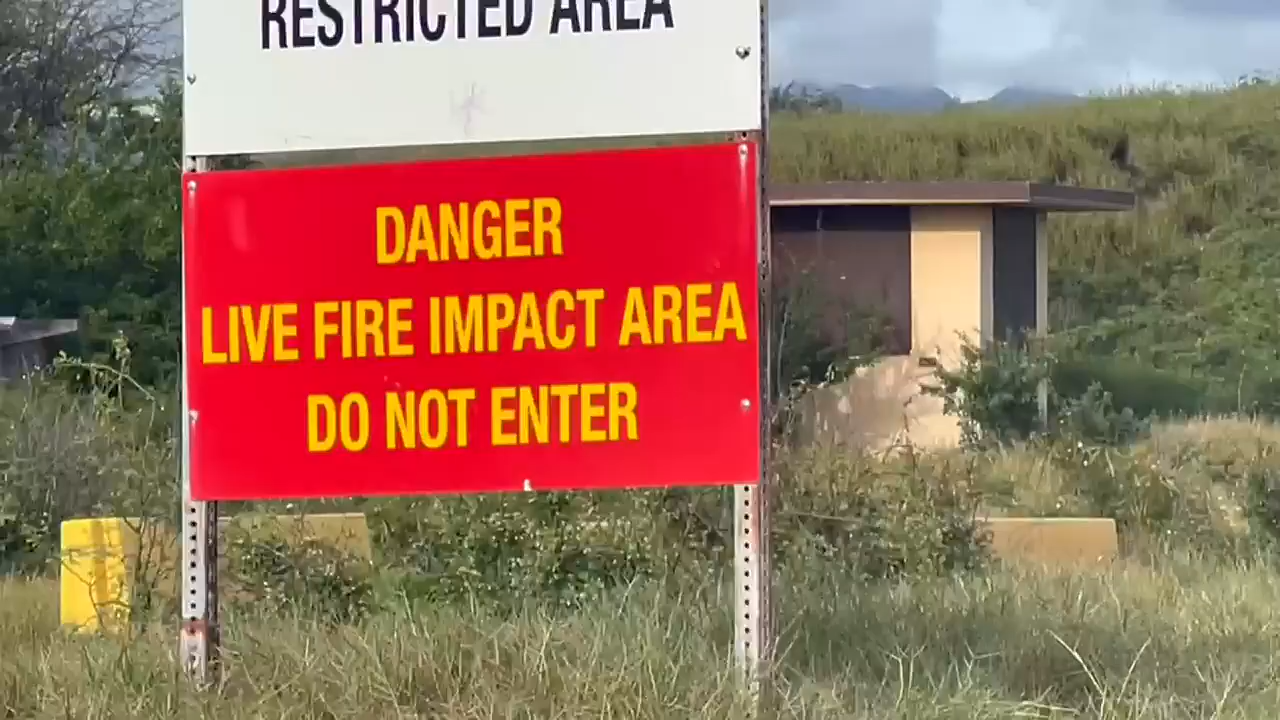 RESTRICTED AREA
DANGER
LIVE FIRE IMPACT AREA
DO NOT ENTER